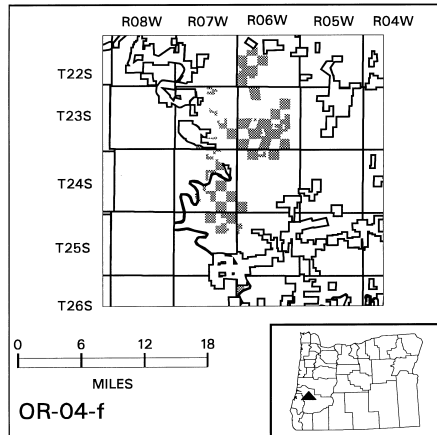 R08W R07W R06W R05W R04W
T22S
T23S
T24S
T25S
T26S
0 6 12 18
MILES
OR-04-f